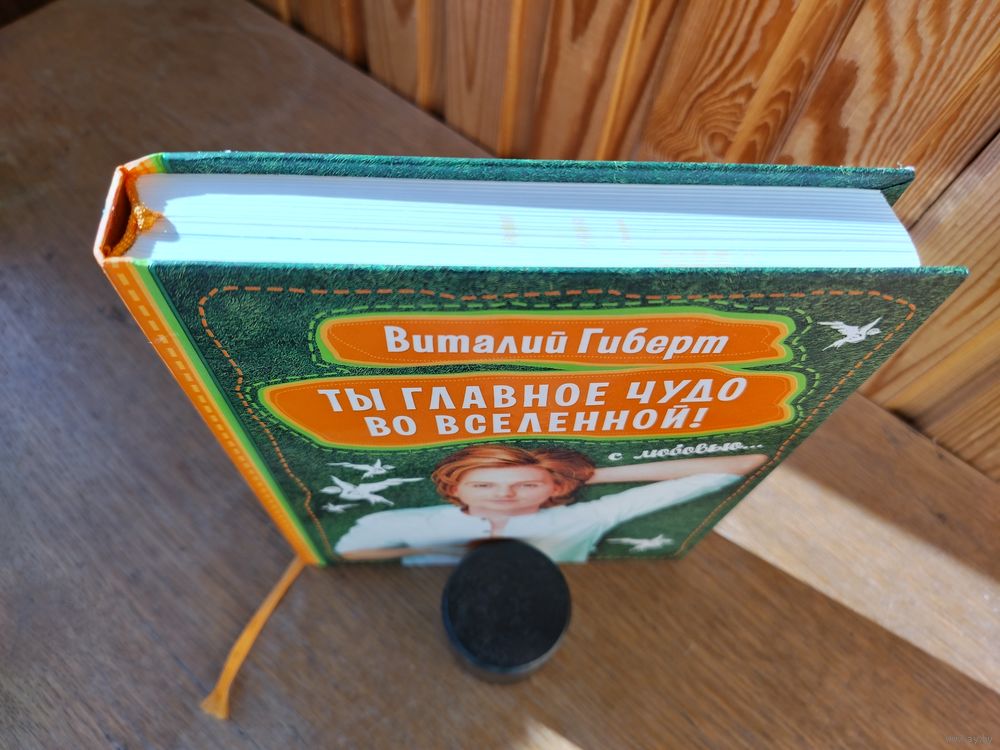 Виталий Гиберт
ТЫ ГЛАВНОЕ ЧУДО
ВО ВСЕЛЕННОЙ!
с любовью...